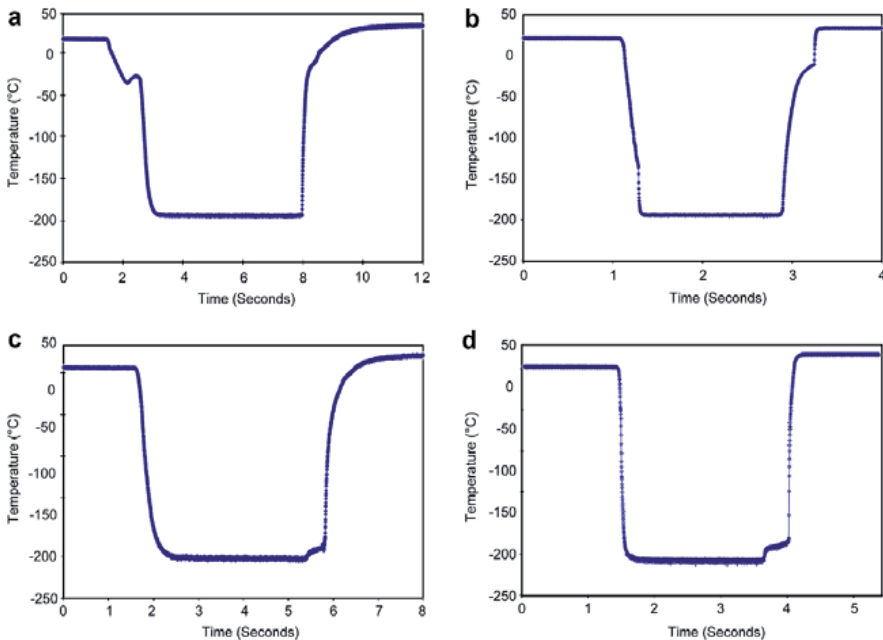 a
50
0
-50
-100
-150
-200
-250
Temperature (°C)
0 2 4 6 8 10 12
Time (Seconds)
b
50
0
-50
-100
-150
-200
-250
Temperature (°C)
0 1 2 3 4
Time (Seconds)
c
50
0
-50
-100
-150
-200
-250
Temperature (°C)
0 1 2 3 4 5 6 7 8
Time (Seconds)
d
50
0
-50
-100
-150
-200
-250
Temperature (°C)
0 1 2 3 4 5
Time (Seconds)